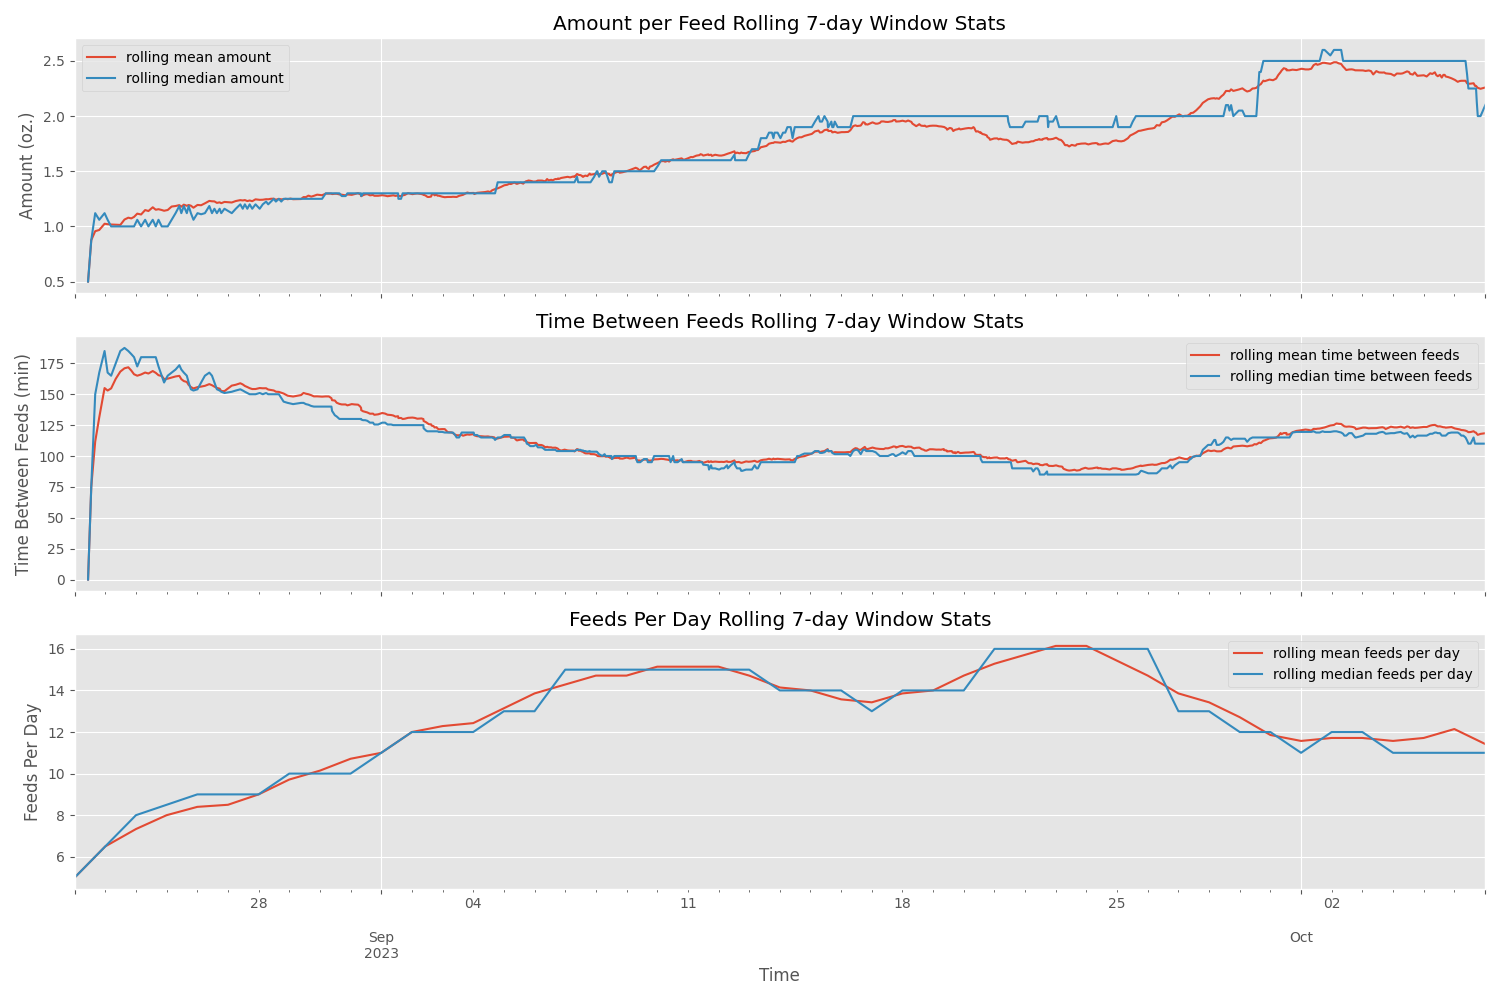 Amount per Feed Rolling 7-day Window Stats
rolling mean amount
rolling median amount
Amount (oz.)
2.5
2.0
1.5
1.0
0.5
Time Between Feeds Rolling 7-day Window Stats
rolling mean time between feeds
rolling median time between feeds
Time Between Feeds (min)
175
150
125
100
75
50
25
0
Feeds Per Day Rolling 7-day Window Stats
rolling mean feeds per day
rolling median feeds per day
Feeds Per Day
16
14
12
10
8
6
28 04 11 18 25 02
Sep Oct
2023
Time